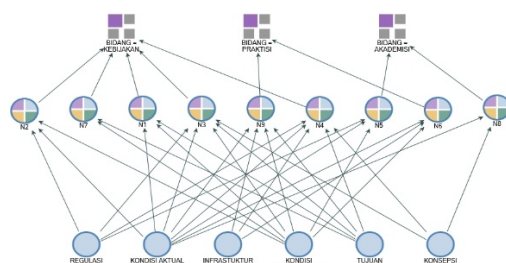 BIDANG –
KEBIJAKAN
BIDANG –
PRAKTISI
BIDANG –
AKADEMISI
N2
N7
N1
N3
N9
N4
N5
N6
N8
REGULASI
KONDISI AKTUAL
INFRASTUKTUR
KONDISI
TUJUAN
KONSEPSI